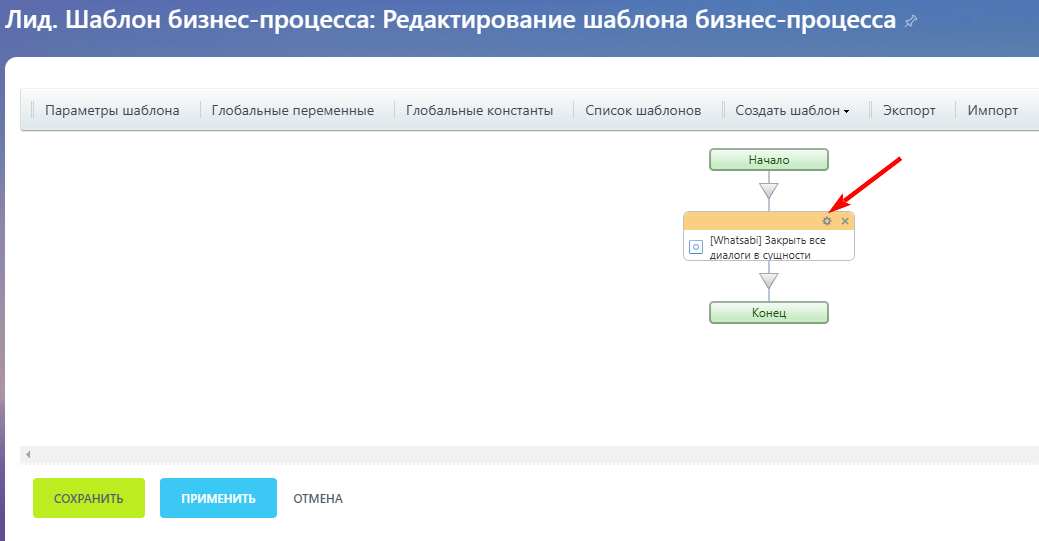 Лид. Шаблон бизнес-процесса: Редактирование шаблона бизнес-процесса
Параметры шаблона Глобальные переменные Глобальные константы Список шаблонов Создать шаблон Экспорт Импорт
Начало
[Whatsabi] Закрыть все
диалоги в сущности
Конец
СОХРАНИТЬ ПРИМЕНИТЬ ОТМЕНА